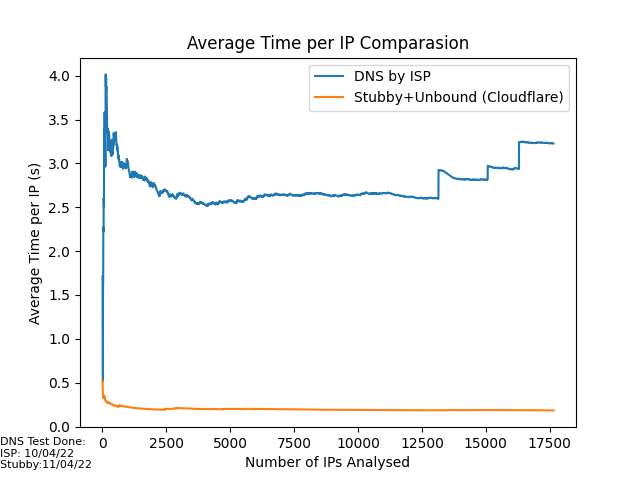 Average Time per IP Comparasion
DNS by ISP
Stubby+Unbound (Cloudflare)
Average Time per IP (s)
4.0
3.5
3.0
2.5
2.0
1.5
1.0
0.5
0.0
0 2500 5000 7500 10000 12500 15000 17500
Number of IPs Analysed
DNS Test Done:
ISP: 10/04/22
Stubby:11/04/22